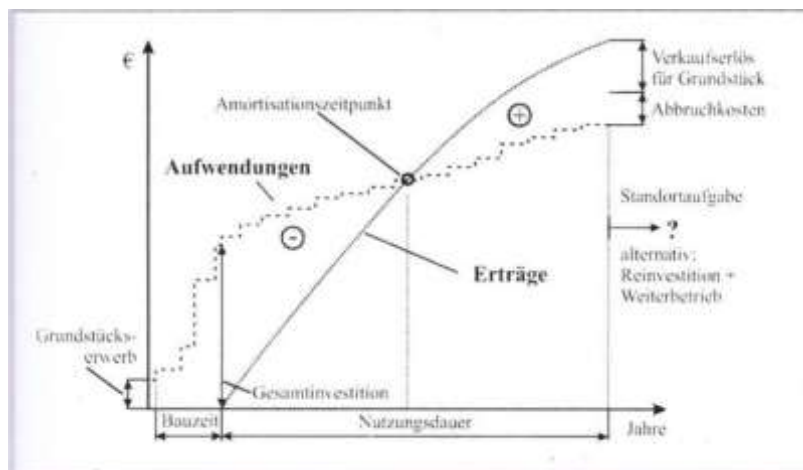 €
Verkaufserlös
für Grundstück
Amortisationszeitpunkt
+
Abbruchkosten
Aufwendungen
Standortaufgabe
-
?
alternativ:
Reinvestition +
Weiterbetrieb
Erträge
Grundstücks-
erwerb
Gesamtinvestition
Bauzeit
Nutzungsdauer
Jahre